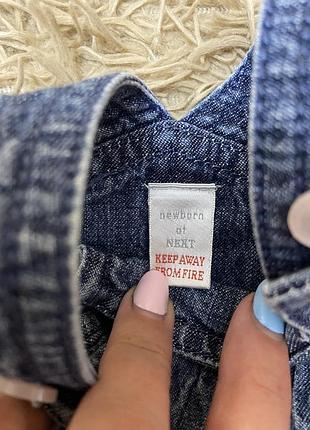 newborn
at
NEXT
KEEP AWAY
FROM FIRE